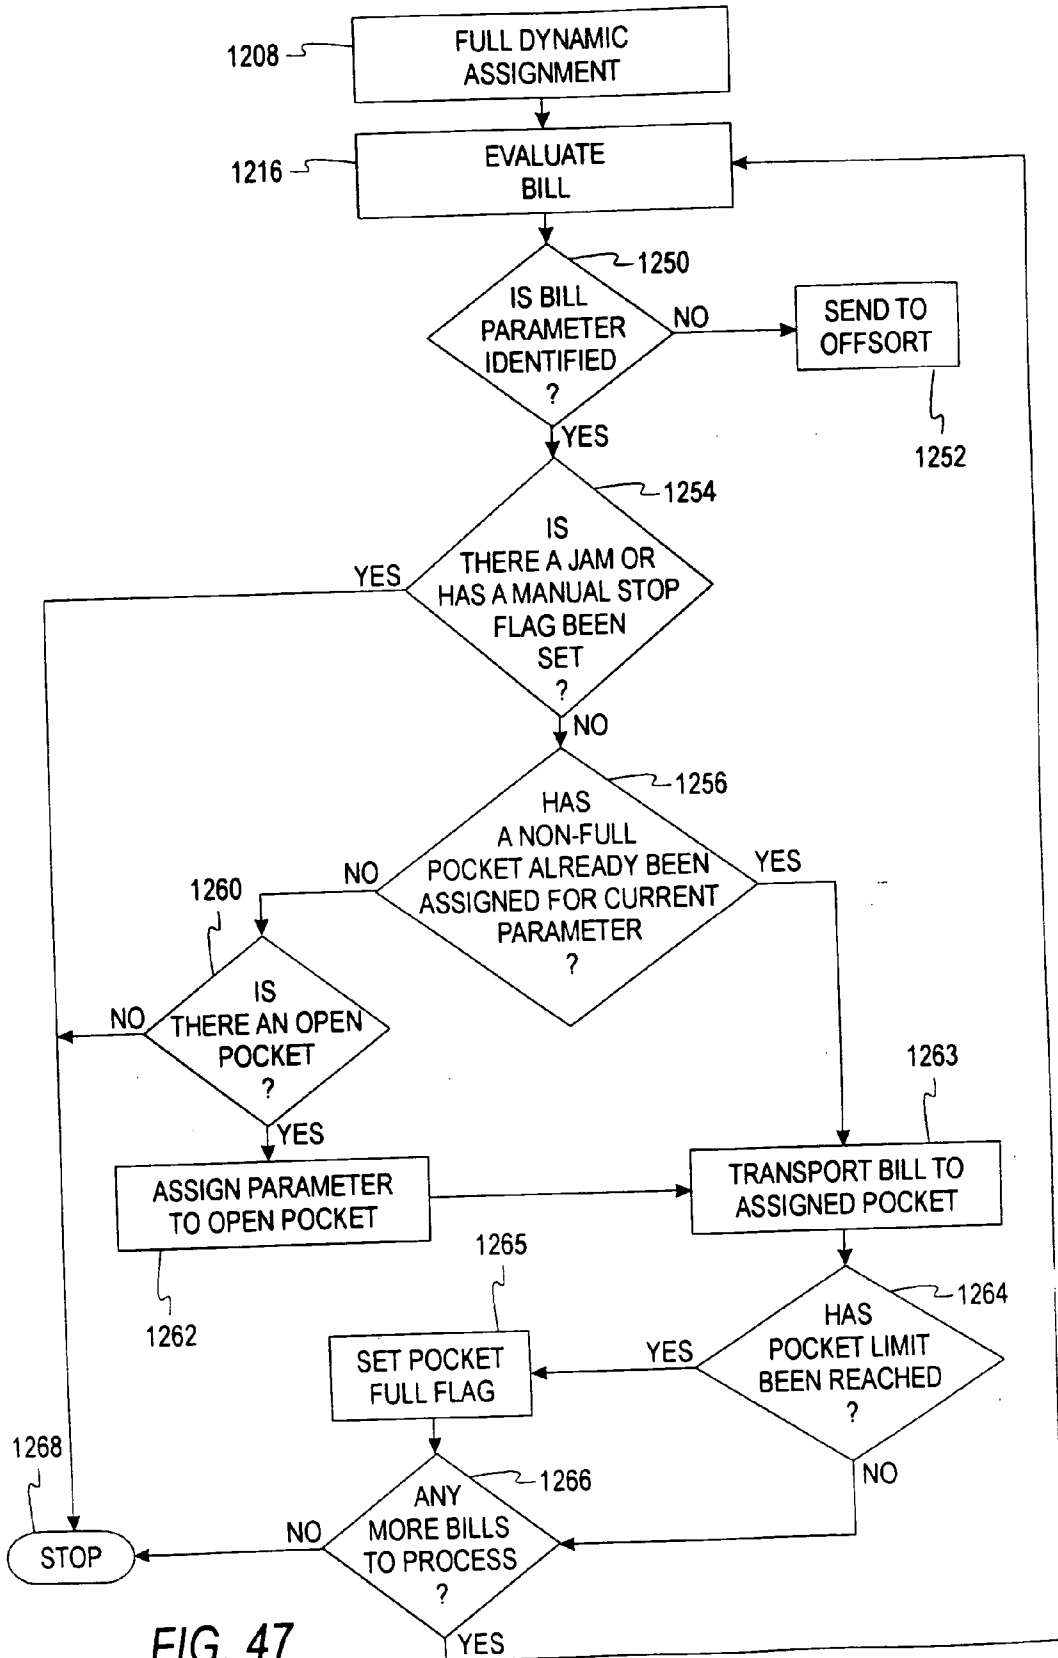 FULL DYNAMIC
ASSIGNMENT
1208
EVALUATE
BILL
1216
1250
IS BILL
PARAMETER
IDENTIFIED
?
NO
SEND TO
OFFSORT
1252
YES
1254
IS
THERE A JAM OR
HAS A MANUAL STOP
FLAG BEEN
SET
?
YES
NO
1256
HAS
A NON-FULL
POCKET ALREADY BEEN
ASSIGNED FOR CURRENT
PARAMETER
?
NO
YES
1260
IS
THERE AN OPEN
POCKET
?
NO
YES
1263
ASSIGN PARAMETER
TO OPEN POCKET
1262
TRANSPORT BILL TO
ASSIGNED POCKET
1265
1264
HAS
POCKET LIMIT
BEEN REACHED
?
YES
NO
SET POCKET
FULL FLAG
1266
ANY
MORE BILLS
TO PROCESS
?
NO
YES
1268
STOP
FIG. 47